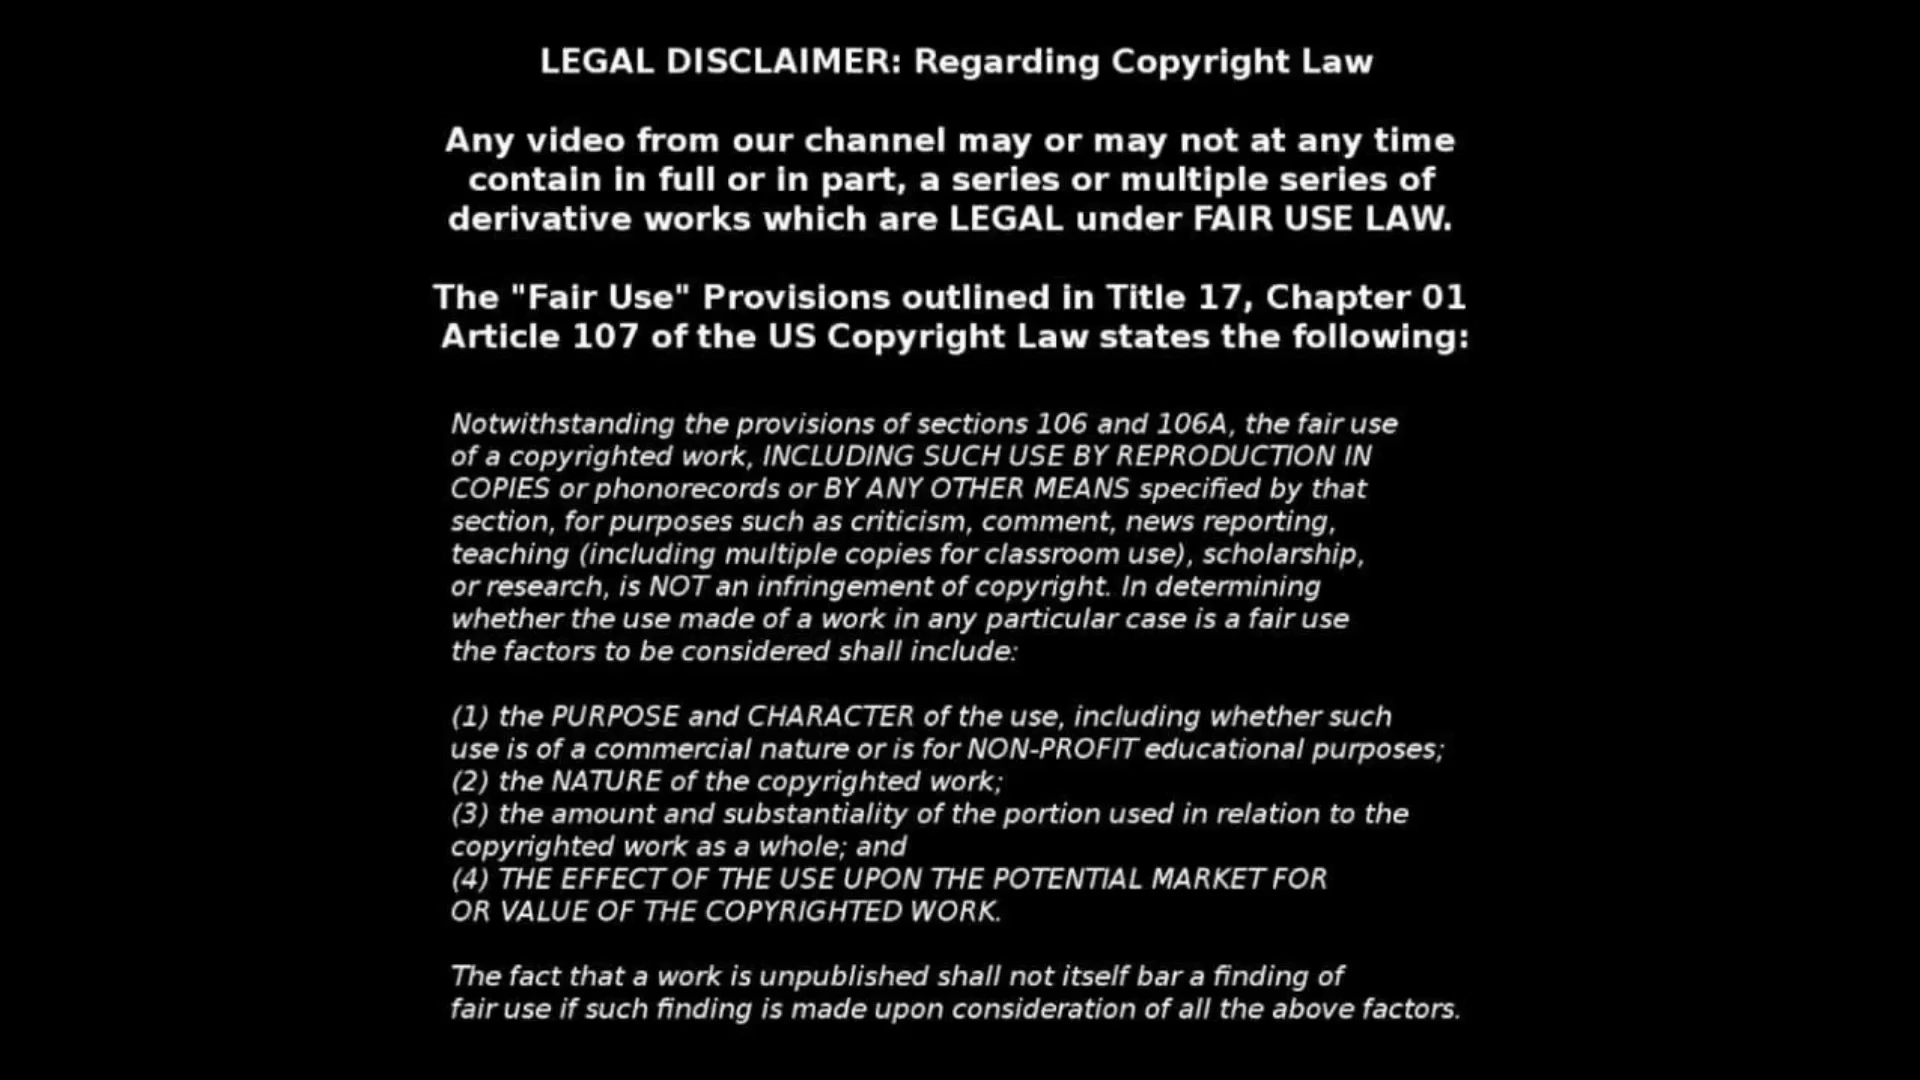 LEGAL DISCLAIMER: Regarding Copyright Law
Any video from our channel may or may not at any time
contain in full or in part, a series or multiple series of
derivative works which are LEGAL under FAIR USE LAW.
The "Fair Use" Provisions outlined in Title 17, Chapter 01
Article 107 of the US Copyright Law states the following:
Notwithstanding the provisions of sections 106 and 106A, the fair use
of a copyrighted work, INCLUDING SUCH USE BY REPRODUCTION IN
COPIES or phonorecords or BY ANY OTHER MEANS specified by that
section, for purposes such as criticism, comment, news reporting,
teaching (including multiple copies for classroom use), scholarship,
or research, is NOT an infringement of copyright. In determining
whether the use made of a work in any particular case is a fair use
the factors to be considered shall include:
(1) the PURPOSE and CHARACTER of the use, including whether such
use is of a commercial nature or is for NON-PROFIT educational purposes;
(2) the NATURE of the copyrighted work;
(3) the amount and substantiality of the portion used in relation to the
copyrighted work as a whole; and
(4) THE EFFECT OF THE USE UPON THE POTENTIAL MARKET FOR
OR VALUE OF THE COPYRIGHTED WORK.
The fact that a work is unpublished shall not itself bar a finding of
fair use if such finding is made upon consideration of all the above factors.